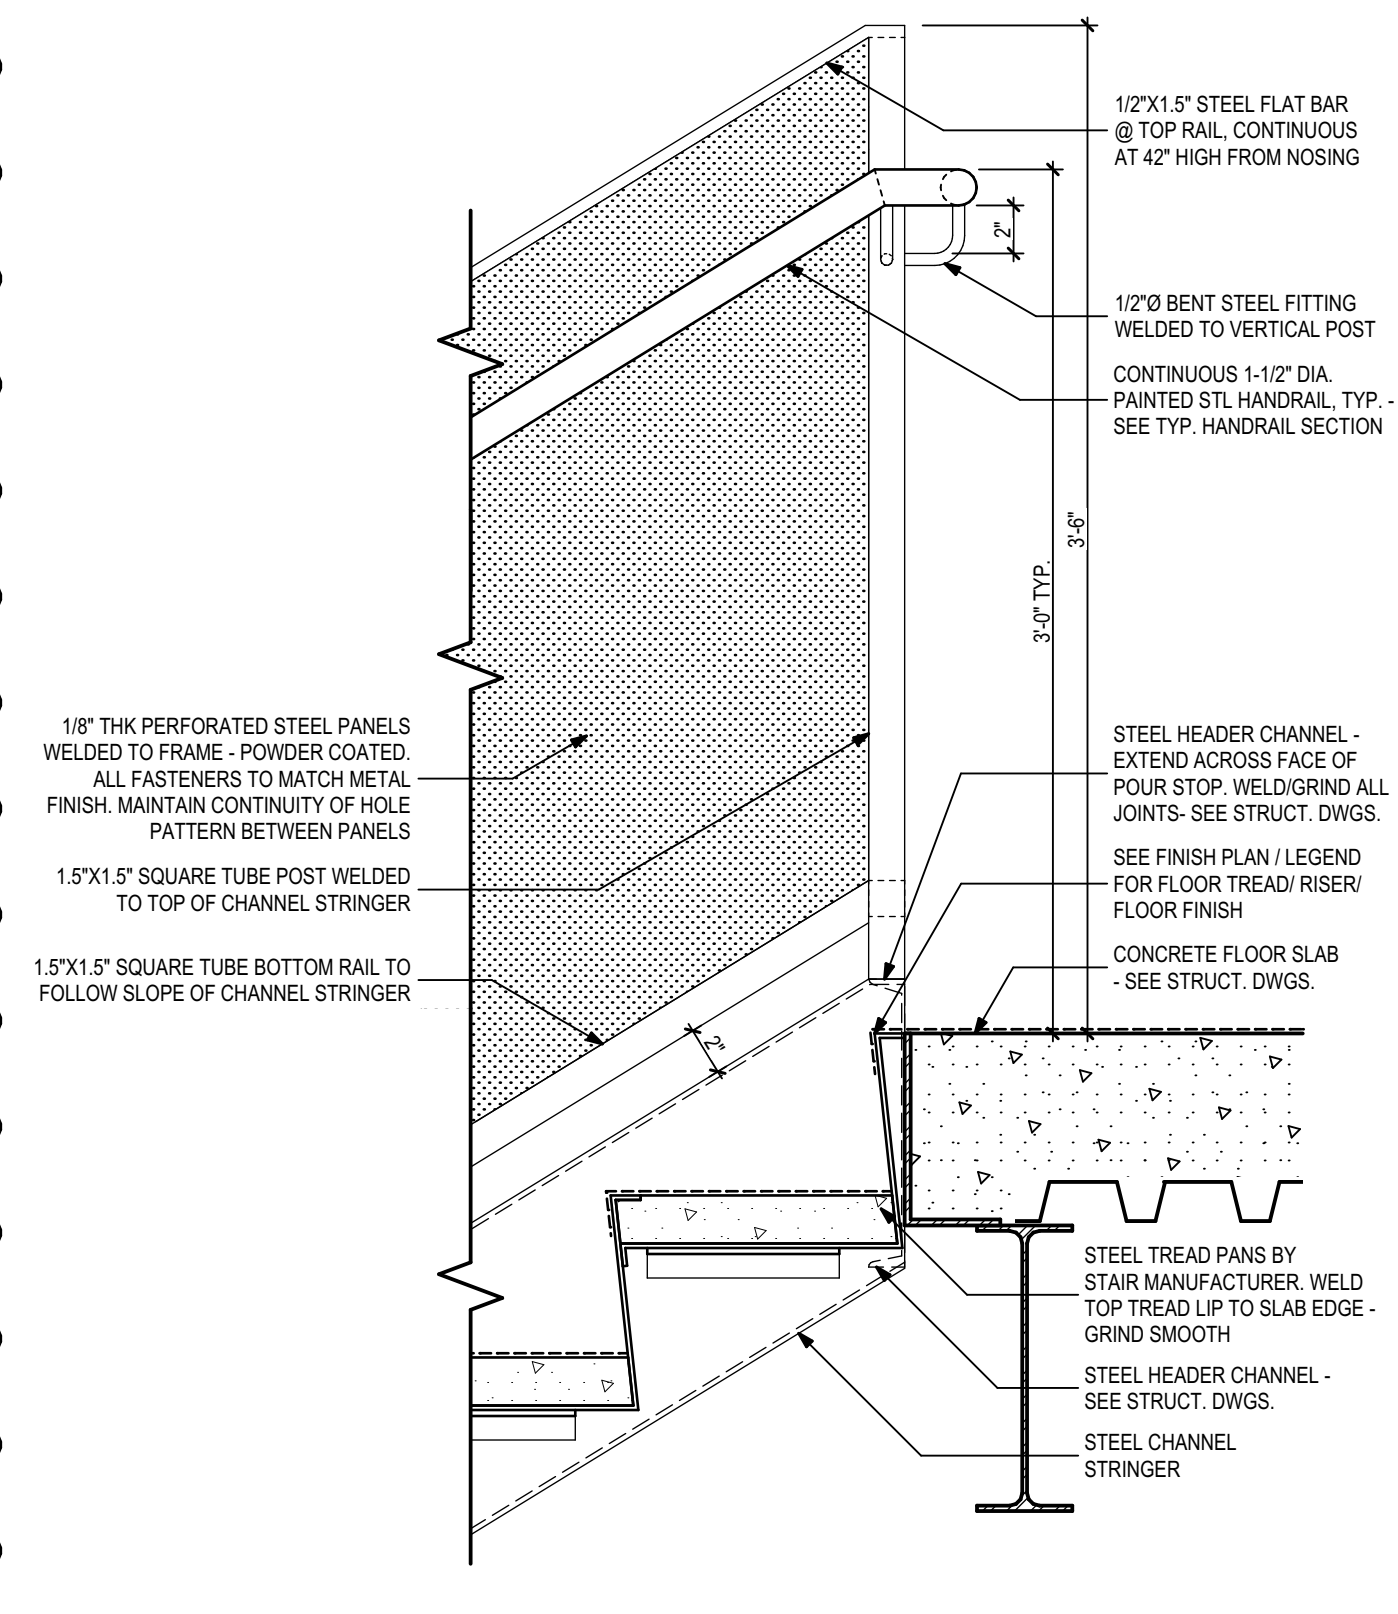 1/2"X1.5" STEEL FLAT BAR
@ TOP RAIL, CONTINUOUS
AT 42" HIGH FROM NOSING
2"
1/2"Ø BENT STEEL FITTING
WELDED TO VERTICAL POST
CONTINUOUS 1-1/2" DIA.
PAINTED STL HANDRAIL, TYP. -
SEE TYP. HANDRAIL SECTION
3'-6"
3'-0" TYP.
1/8" THK PERFORATED STEEL PANELS
WELDED TO FRAME - POWDER COATED.
ALL FASTENERS TO MATCH METAL
FINISH. MAINTAIN CONTINUITY OF HOLE
PATTERN BETWEEN PANELS
1.5"X1.5" SQUARE TUBE POST WELDED
TO TOP OF CHANNEL STRINGER
1.5"X1.5" SQUARE TUBE BOTTOM RAIL TO
FOLLOW SLOPE OF CHANNEL STRINGER
2"
STEEL HEADER CHANNEL -
EXTEND ACROSS FACE OF
POUR STOP. WELD/GRIND ALL
JOINTS- SEE STRUCT. DWGS.
SEE FINISH PLAN / LEGEND
FOR FLOOR TREAD/ RISER/
FLOOR FINISH
CONCRETE FLOOR SLAB
- SEE STRUCT. DWGS.
STEEL TREAD PANS BY
STAIR MANUFACTURER. WELD
TOP TREAD LIP TO SLAB EDGE -
GRIND SMOOTH
STEEL HEADER CHANNEL -
SEE STRUCT. DWGS.
STEEL CHANNEL
STRINGER